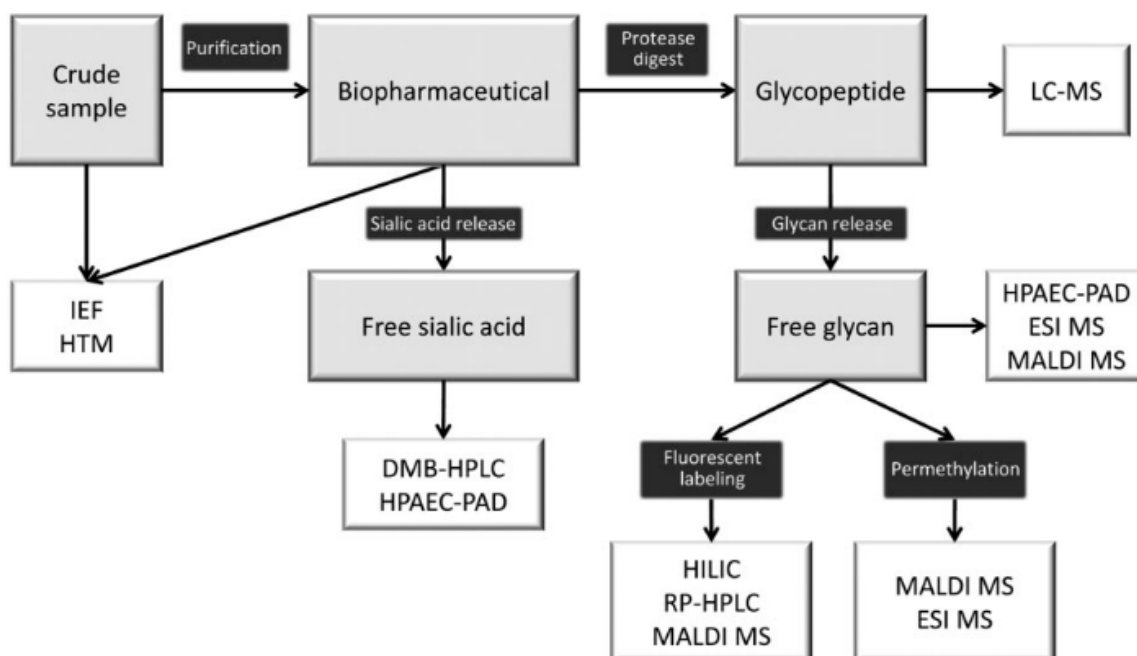 Crude
sample
Purification
Biopharmaceutical
Protease
digest
Glycopeptide
LC-MS
Sialic acid release
Glycan release
IEF
HTM
Free sialic acid
Free glycan
HPAEC-PAD
ESI MS
MALDI MS
DMB-HPLC
HPAEC-PAD
Fluorescent
labeling
Permethylation
HILIC
RP-HPLC
MALDI MS
MALDI MS
ESI MS